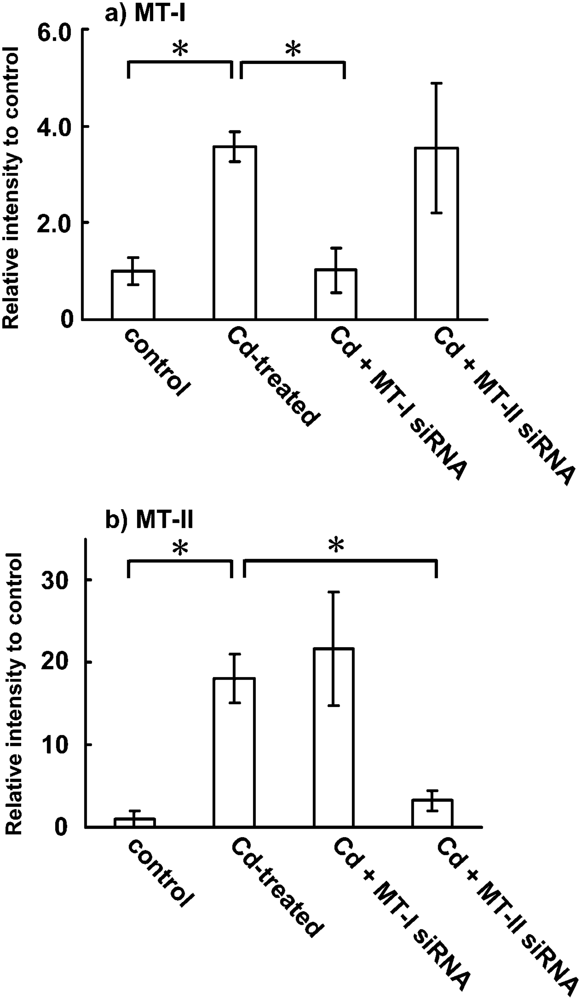 a) MT-I
Relative intensity to control
6.0
4.0
2.0
0
*
*
control
Cd-treated
Cd + MT-I siRNA
Cd + MT-II siRNA
b) MT-II
Relative intensity to control
30
20
10
0
*
*
control
Cd-treated
Cd + MT-I siRNA
Cd + MT-II siRNA